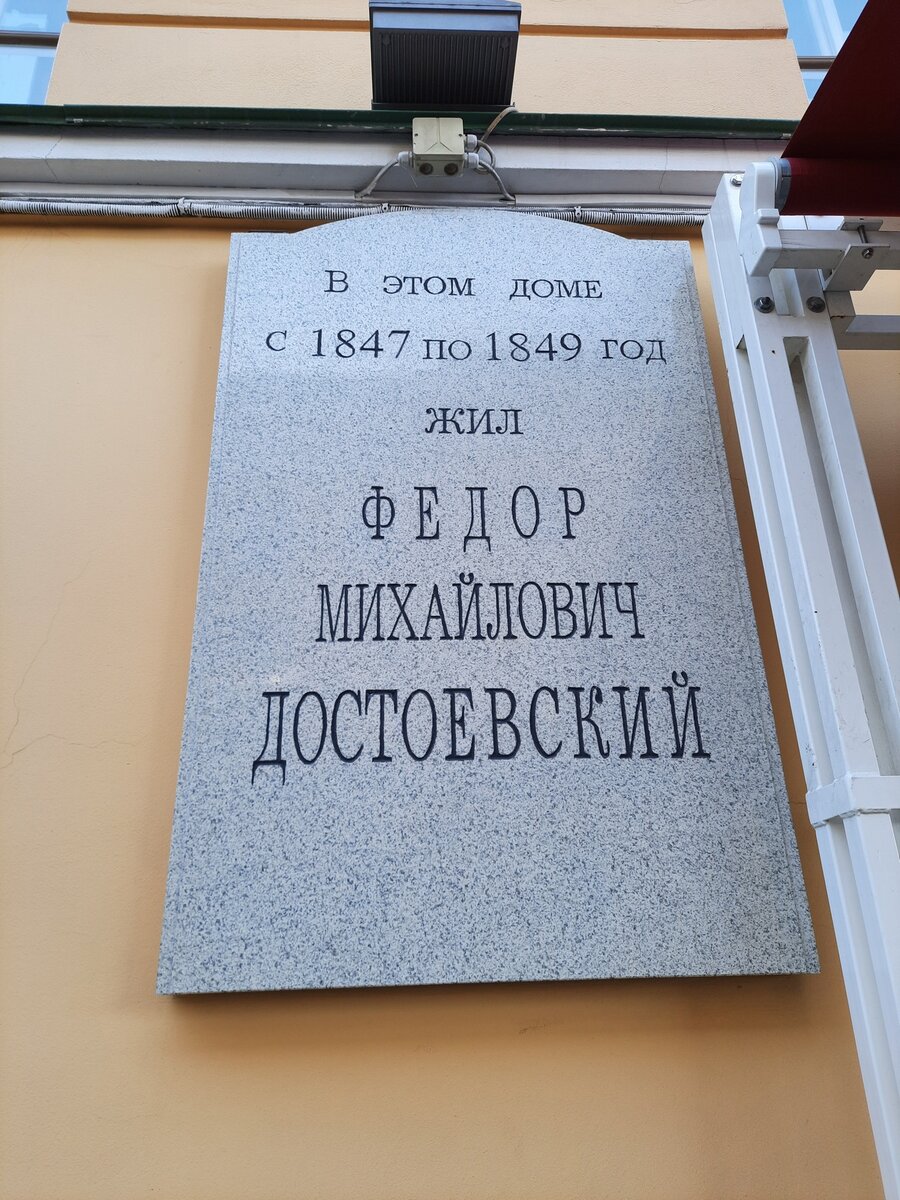 В ЭТОМ ДОМЕ
С 1847 ПО 1849 ГОД
ЖИЛ
ФЕДОР
МИХАЙЛОВИЧ
ДОСТОЕВСКИЙ